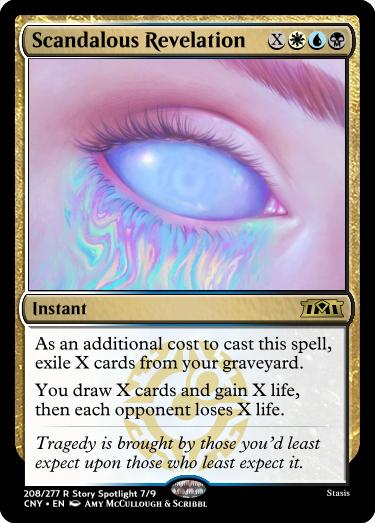 Scandalous Revelation X
Instant
As an additional cost to cast this spell,
exile X cards from your graveyard.
You draw X cards and gain X life,
then each opponent loses X life.
Tragedy is brought by those you’d least
expect upon those who least expect it.
208/277 R Story Spotlight 7/9
CNY • EN Amy McCullough & Scribbl
Stasis